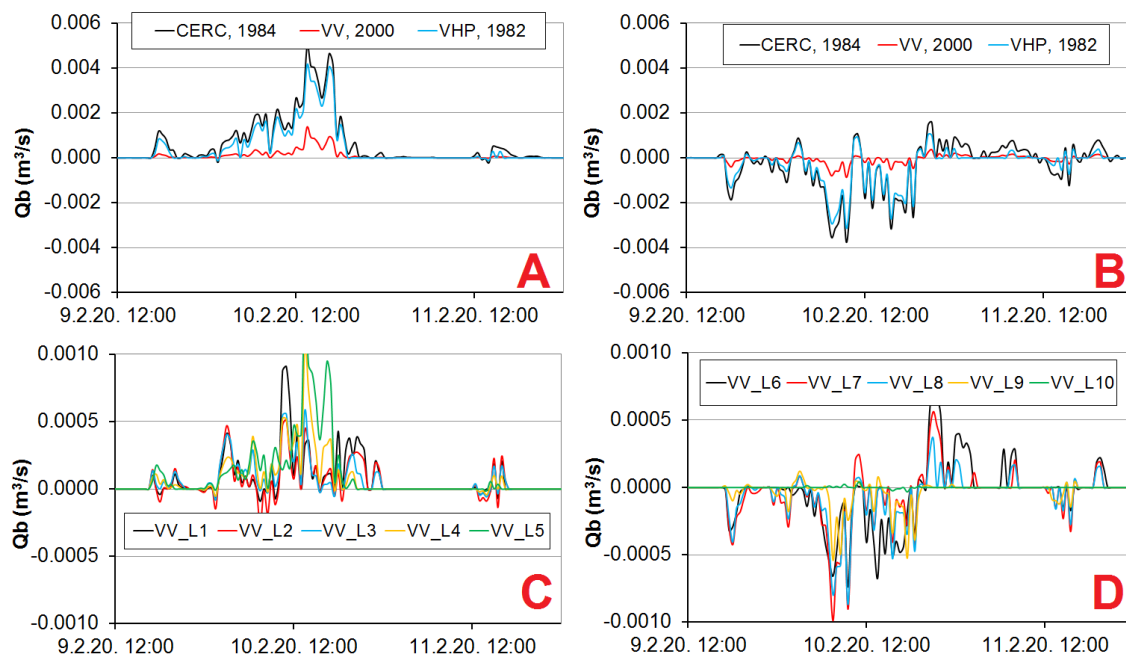 0.006
0.004
0.002
0.000
-0.002
-0.004
-0.006
Qb (m³/s)
CERC, 1984 VV, 2000 VHP, 1982
A
9.2.20. 12:00 10.2.20. 12:00 11.2.20. 12:00
0.006
0.004
0.002
0.000
-0.002
-0.004
-0.006
Qb (m³/s)
CERC, 1984 VV, 2000 VHP, 1982
B
9.2.20. 12:00 10.2.20. 12:00 11.2.20. 12:00
0.0010
0.0005
0.0000
-0.0005
-0.0010
Qb (m³/s)
VV_L1 VV_L2 VV_L3 VV_L4 VV_L5
C
9.2.20. 12:00 10.2.20. 12:00 11.2.20. 12:00
0.0010
0.0005
0.0000
-0.0005
-0.0010
Qb (m³/s)
VV_L6 VV_L7 VV_L8 VV_L9 VV_L10
D
9.2.20. 12:00 10.2.20. 12:00 11.2.20. 12:00